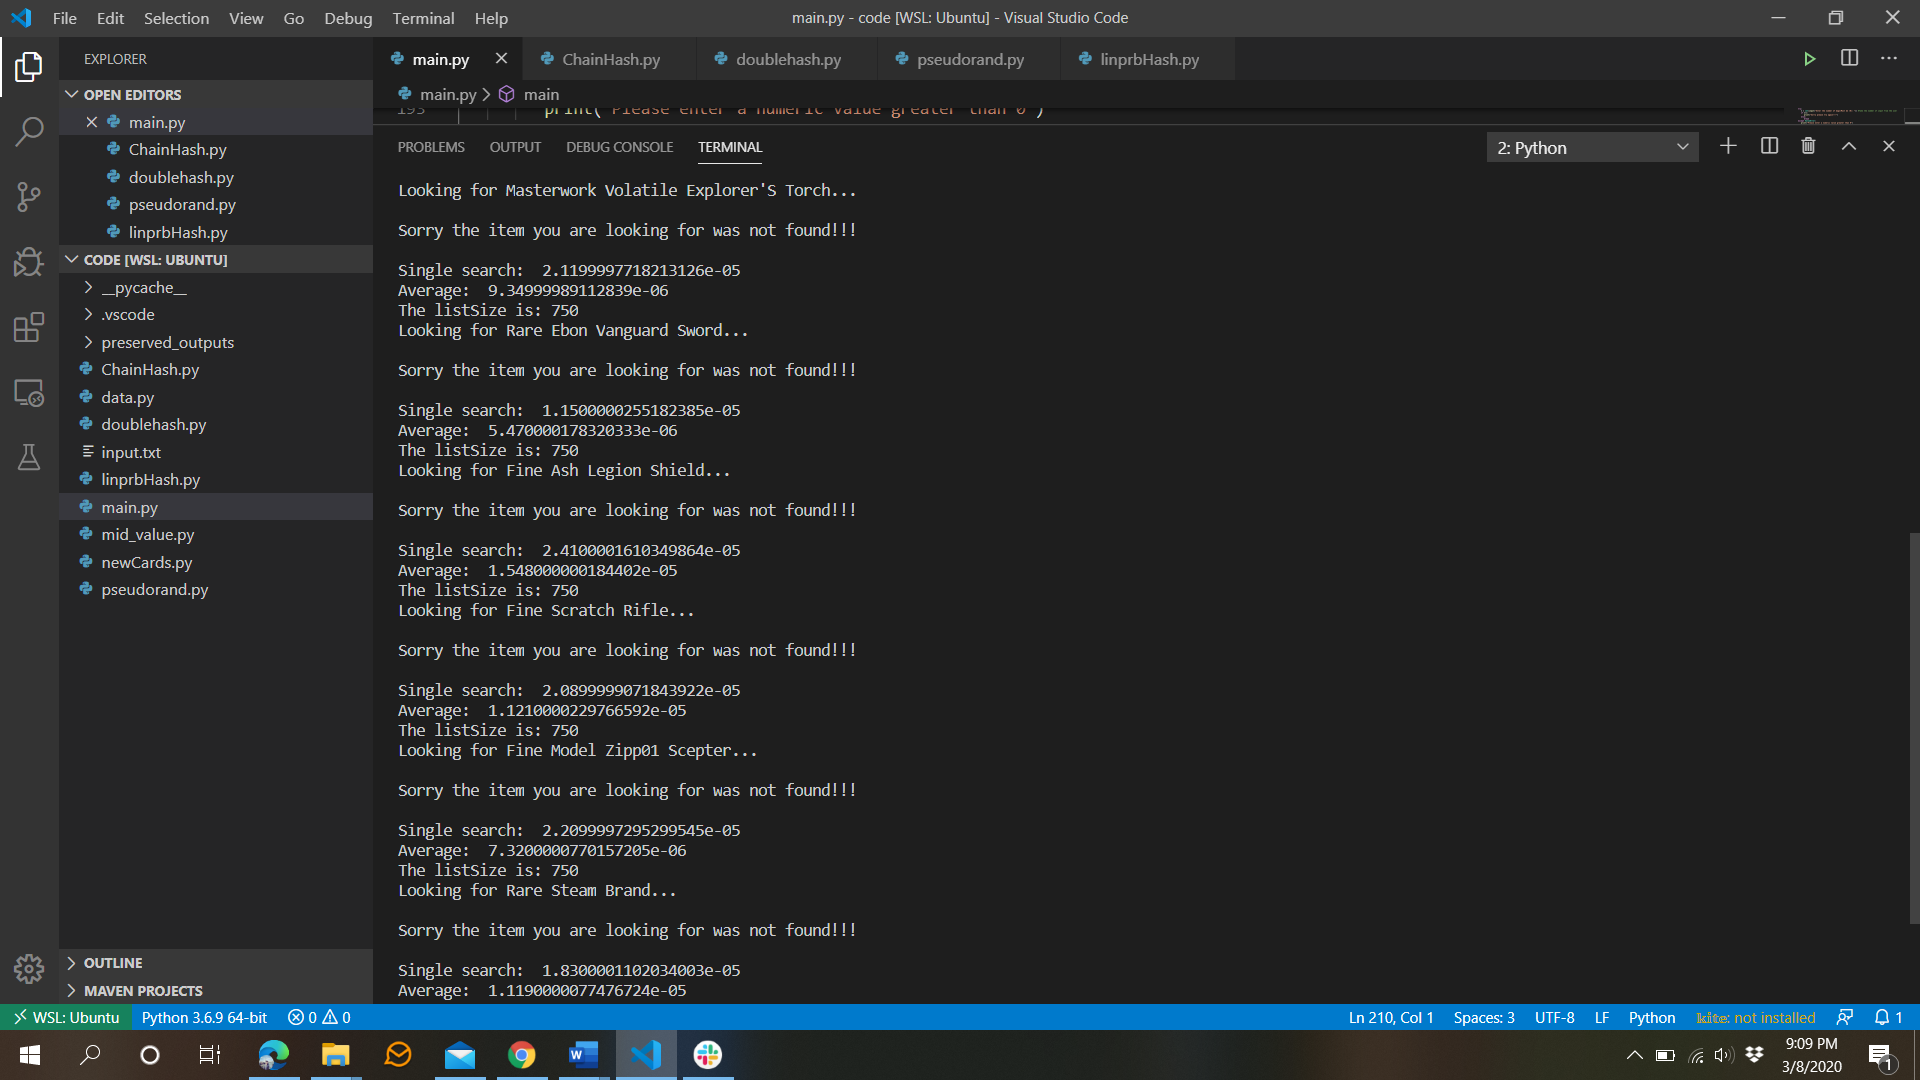 File Edit Selection View Go Debug Terminal Help
main.py - code [WSL: Ubuntu] - Visual Studio Code
EXPLORER
OPEN EDITORS
main.py
ChainHash.py
doublehash.py
pseudorand.py
linprbHash.py
CODE [WSL: UBUNTU]
__pycache__
.vscode
preserved_outputs
ChainHash.py
data.py
doublehash.py
input.txt
linprbHash.py
main.py
mid_value.py
newCards.py
pseudorand.py
OUTLINE
MAVEN PROJECTS
main.py ChainHash.py doublehash.py pseudorand.py linprbHash.py
main.py > main
193 print("Please enter a numeric value greater than 0")
PROBLEMS OUTPUT DEBUG CONSOLE TERMINAL
2: Python
Looking for Masterwork Volatile Explorer'S Torch...
Sorry the item you are looking for was not found!!!
Single search:  2.1199997718213126e-05
Average:  9.34999989112839e-06
The listSize is: 750
Looking for Rare Ebon Vanguard Sword...
Sorry the item you are looking for was not found!!!
Single search:  1.1500000255182385e-05
Average:  5.470000178320333e-06
The listSize is: 750
Looking for Fine Ash Legion Shield...
Sorry the item you are looking for was not found!!!
Single search:  2.4100001610349864e-05
Average:  1.548000000184402e-05
The listSize is: 750
Looking for Fine Scratch Rifle...
Sorry the item you are looking for was not found!!!
Single search:  2.0899999071843922e-05
Average:  1.1210000229766592e-05
The listSize is: 750
Looking for Fine Model Zipp01 Scepter...
Sorry the item you are looking for was not found!!!
Single search:  2.2099997295299545e-05
Average:  7.3200000770157205e-06
The listSize is: 750
Looking for Rare Steam Brand...
Sorry the item you are looking for was not found!!!
Single search:  1.8300001102034003e-05
Average:  1.1190000077476724e-05
WSL: Ubuntu Python 3.6.9 64-bit 0 0 Ln 210, Col 1 Spaces: 3 UTF-8 LF Python kite: not installed 1
9:09 PM
3/8/2020
1